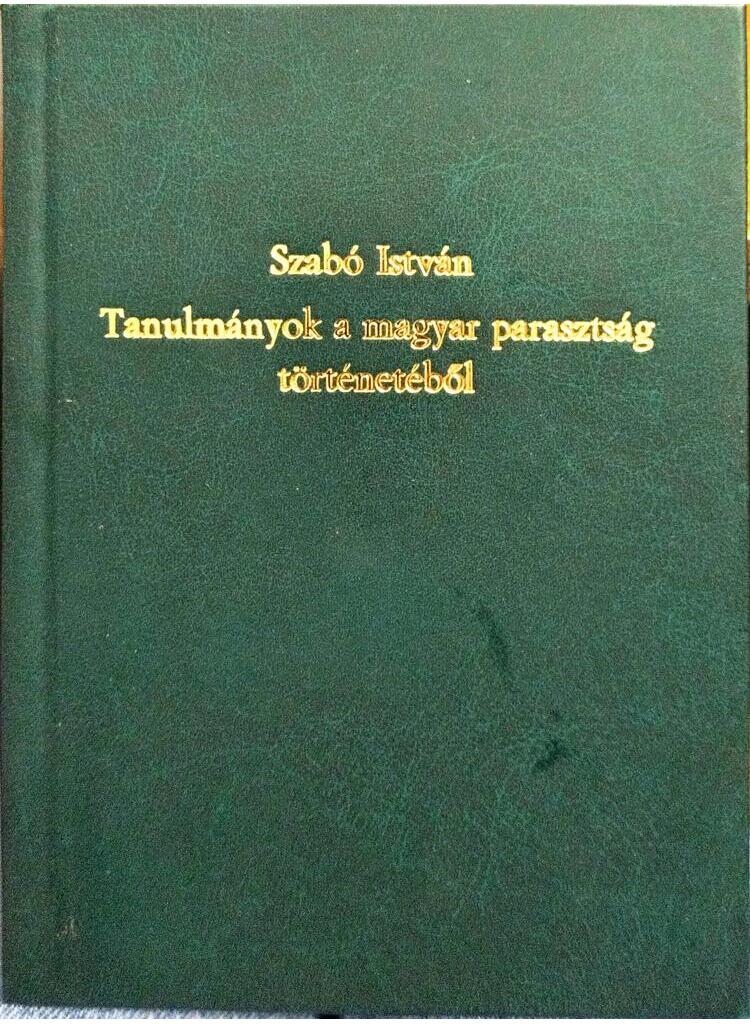 Szabó István
Tanulmányok a magyar parasztság
történetéből